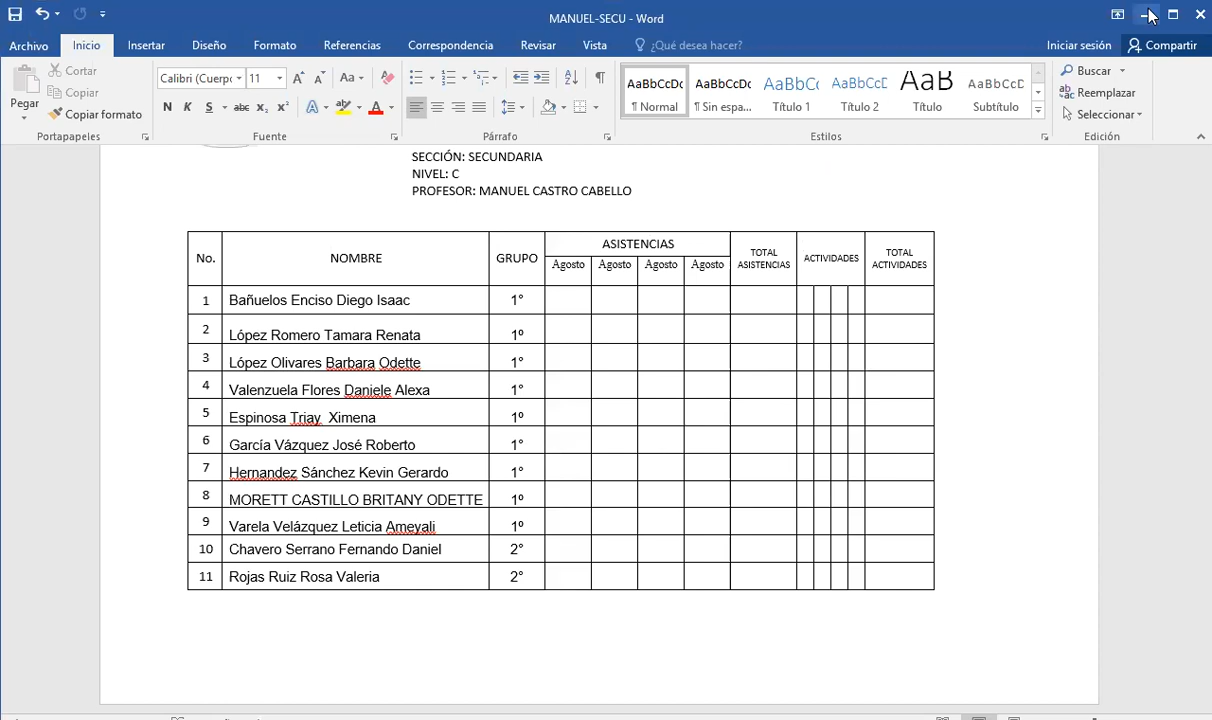 MANUEL-SECU - Word
Archivo Inicio Insertar Diseño Formato Referencias Correspondencia Revisar Vista ¿Qué desea hacer? Iniciar sesión Compartir
Pegar
Cortar
Copiar
Copiar formato
Portapapeles
Calibri (Cuerpo 11
Fuente
Párrafo
AaBbCcDc AaBbCcDc AaBbCc AaBbCcD AaB AaBbCcD
¶ Normal ¶ Sin espa... Título 1 Título 2 Título Subtítulo
Estilos
Buscar
Reemplazar
Seleccionar
Edición
SECCIÓN: SECUNDARIA
NIVEL: C
PROFESOR: MANUEL CASTRO CABELLO
No. NOMBRE GRUPO ASISTENCIAS TOTAL ASISTENCIAS ACTIVIDADES TOTAL ACTIVIDADES
Agosto Agosto Agosto Agosto
1 Bañuelos Enciso Diego Isaac 1°
2 López Romero Tamara Renata 1º
3 López Olivares Barbara Odette 1°
4 Valenzuela Flores Daniele Alexa 1°
5 Espinosa Triay Ximena 1º
6 García Vázquez José Roberto 1°
7 Hernandez Sánchez Kevin Gerardo 1°
8 MORETT CASTILLO BRITANY ODETTE 1º
9 Varela Velázquez Leticia Ameyali 1º
10 Chavero Serrano Fernando Daniel 2°
11 Rojas Ruiz Rosa Valeria 2°